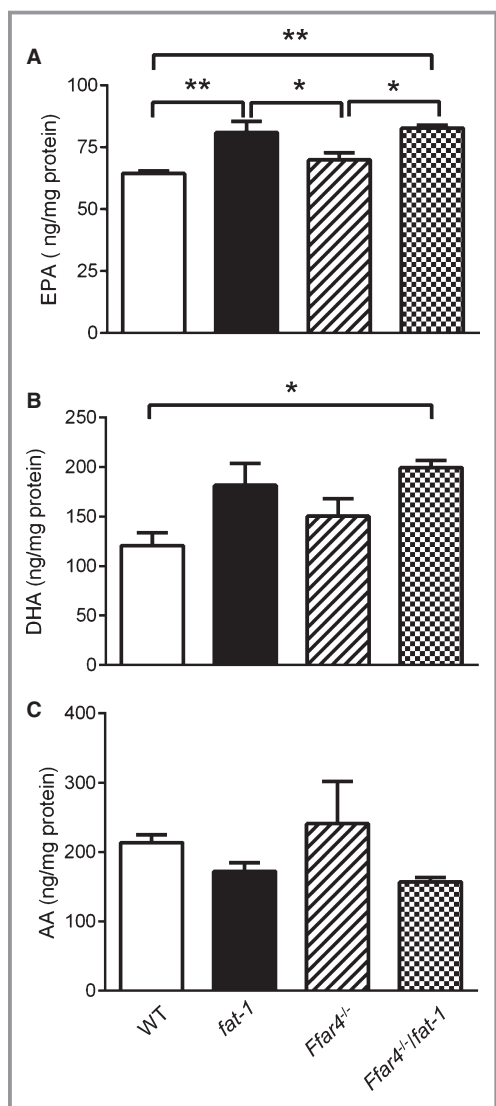 A
**
**
*
*
EPA ( ng/mg protein)
100
75
50
25
0
B
*
DHA (ng/mg protein)
250
200
150
100
50
0
C
AA (ng/mg protein)
400
300
200
100
0
WT
fat-1
Ffar4-/-
Ffar4-/-/fat-1